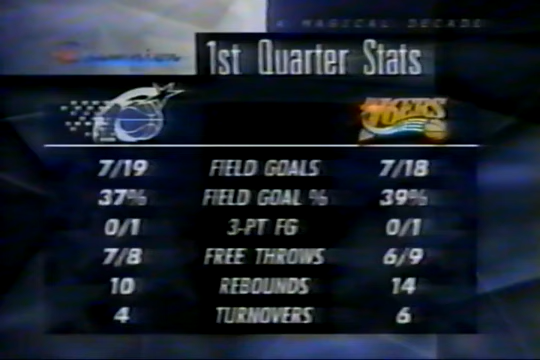 A MAGICAL DECADE
1st Quarter Stats
76ERS
7/19 FIELD GOALS 7/18
37% FIELD GOAL % 39%
0/1 3-PT FG 0/1
7/8 FREE THROWS 6/9
10 REBOUNDS 14
4 TURNOVERS 6